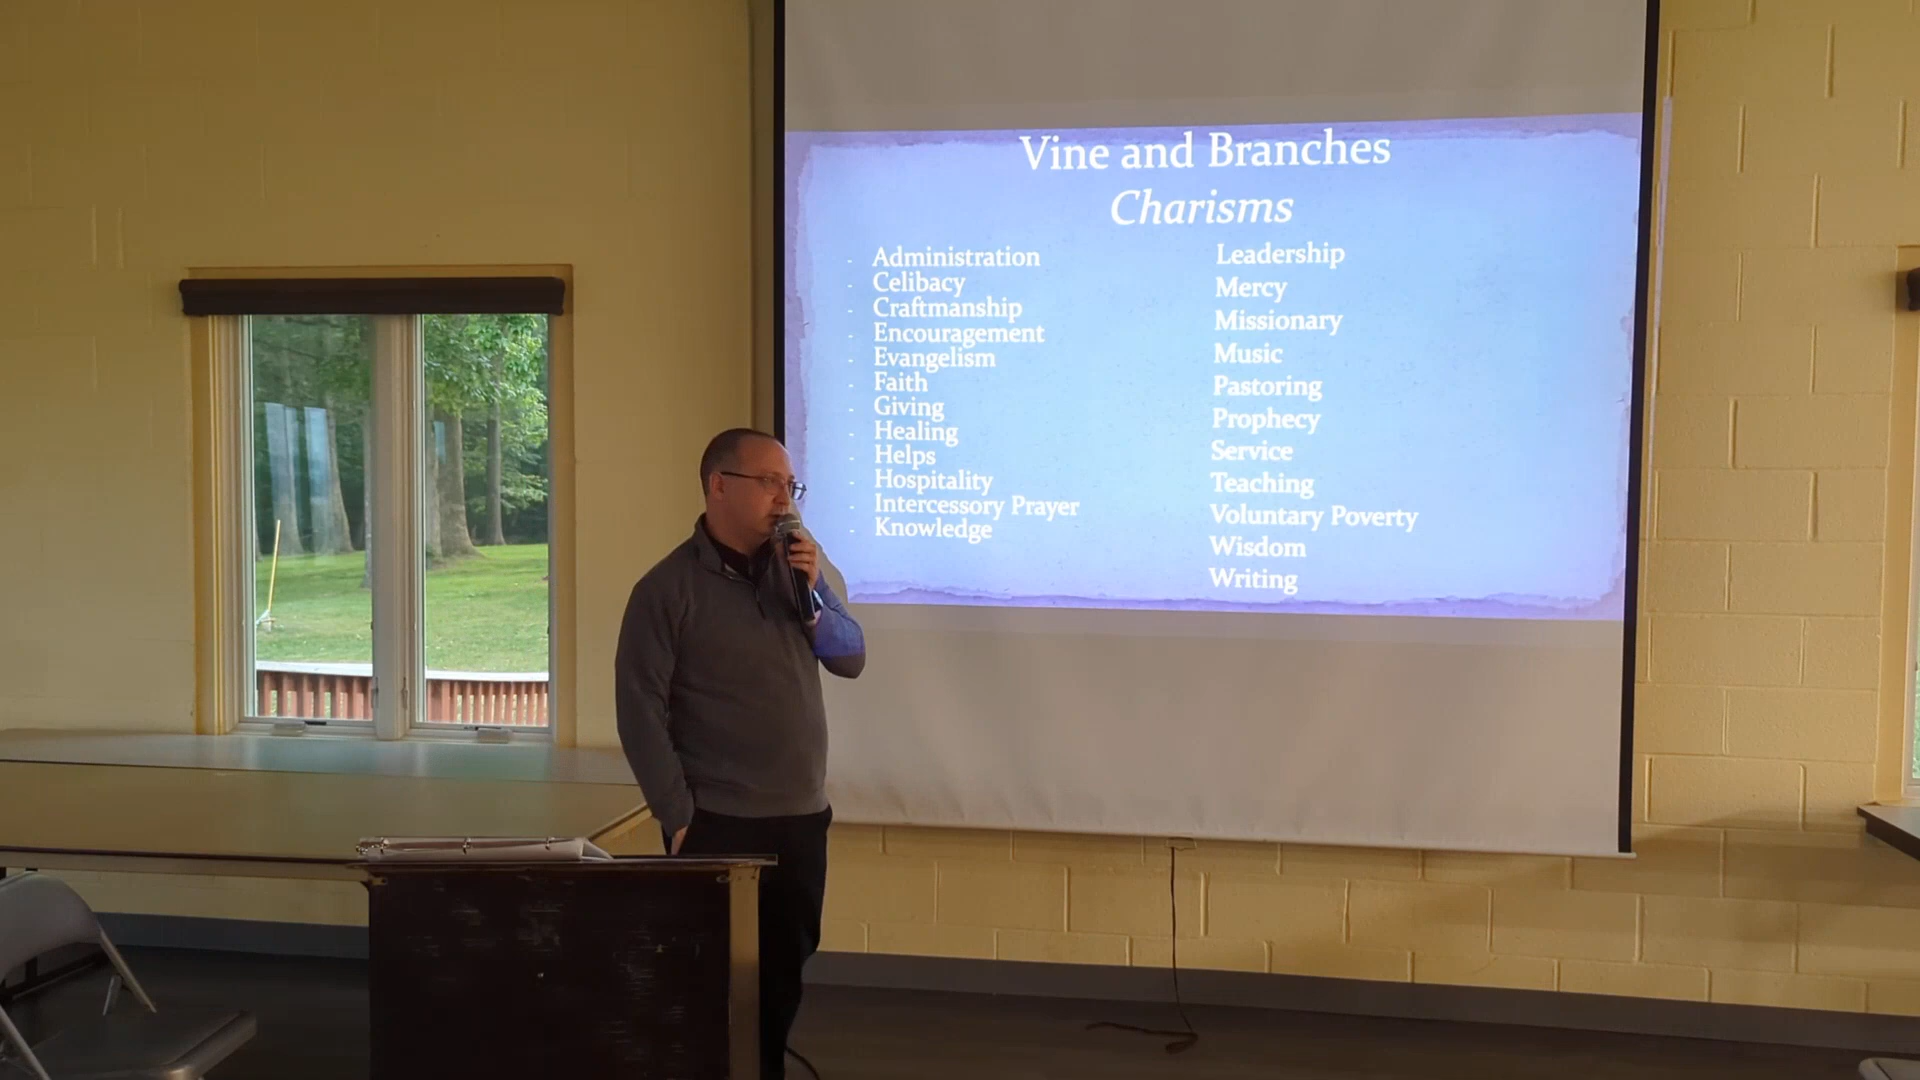 Vine and Branches
Charisms
- Administration
- Celibacy
- Craftmanship
- Encouragement
- Evangelism
- Faith
- Giving
- Healing
- Helps
- Hospitality
- Intercessory Prayer
- Knowledge
Leadership
Mercy
Missionary
Music
Pastoring
Prophecy
Service
Teaching
Voluntary Poverty
Wisdom
Writing